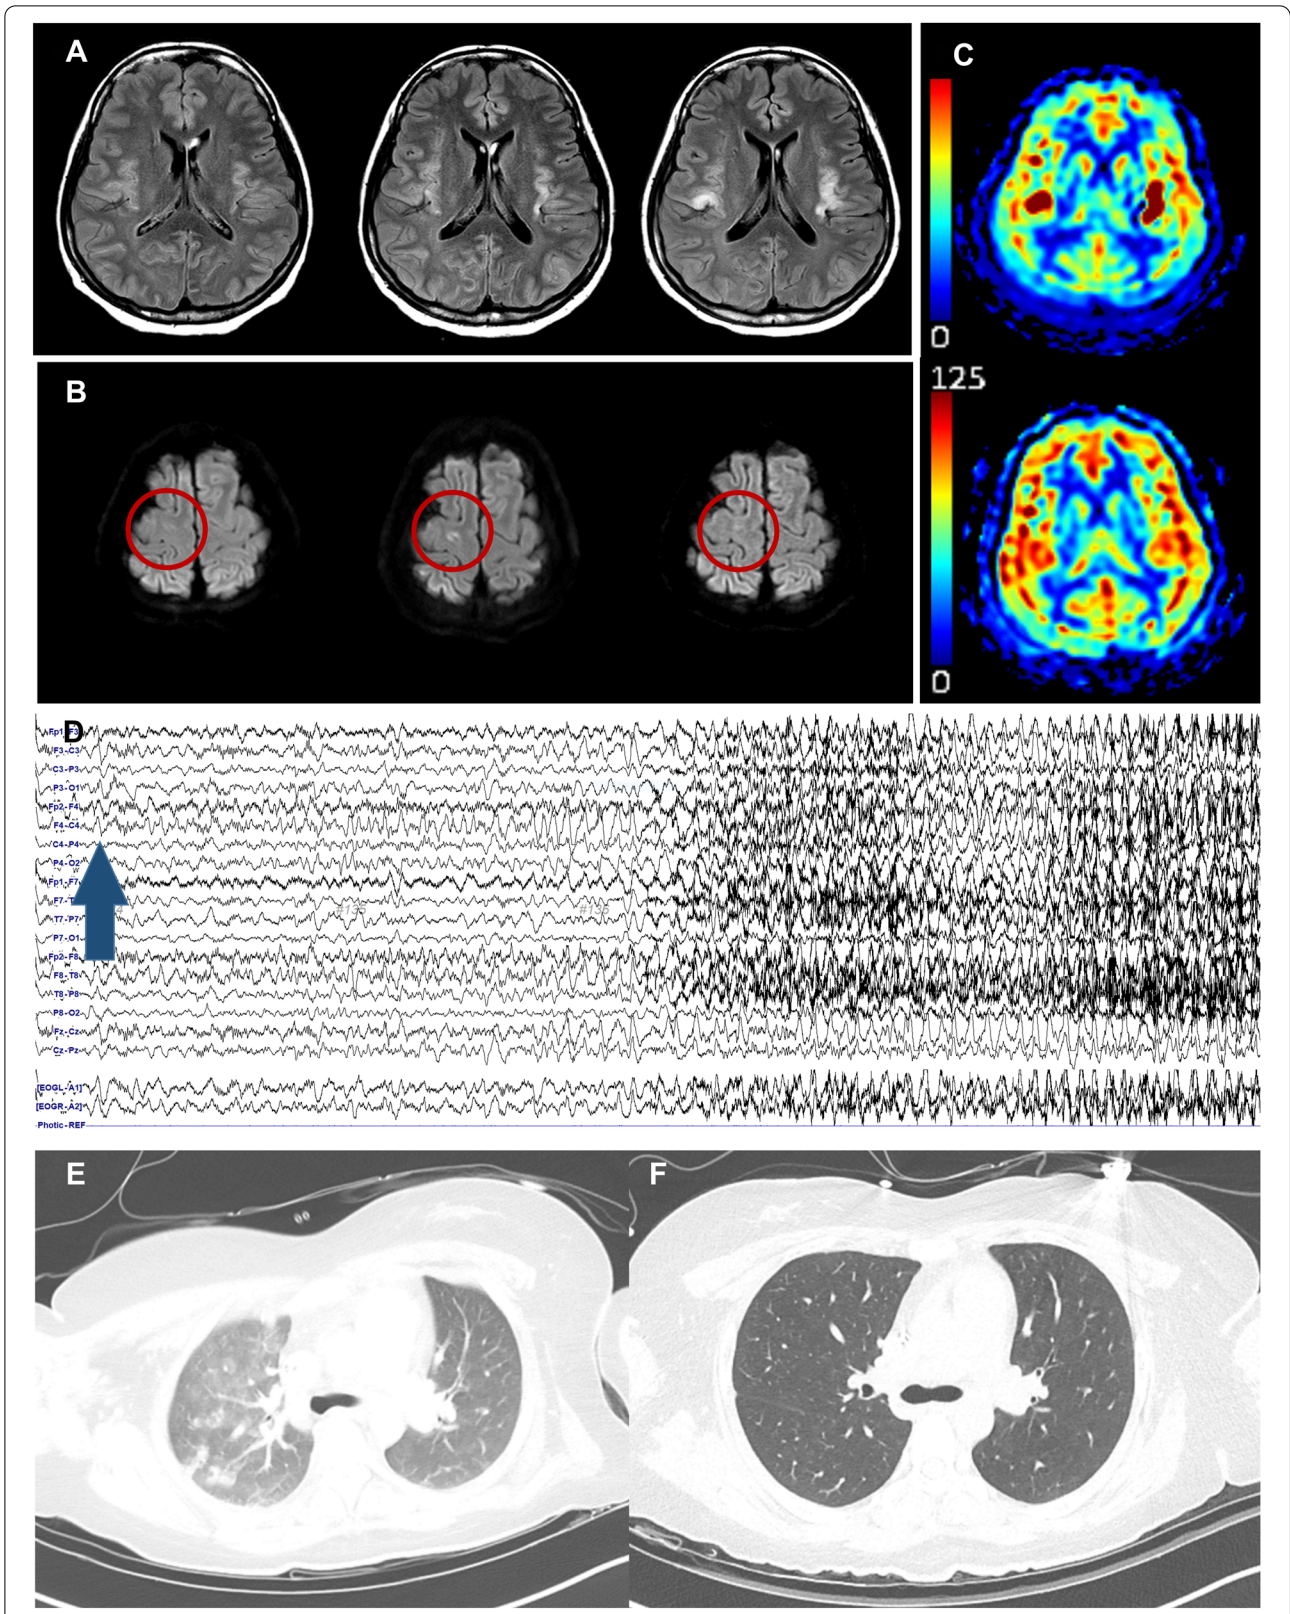 A
C
0
B
125
0
D
Fp1-F3
F3-C3
C3-P3
P3-O1
Fp2-F4
F4-C4
C4-P4
P4-O2
Fp1-F7
F7-T
#135
#136
T7-P7
P7-O1
Fp2-F8
F8-T8
T8-P8
P8-O2
Fz-Cz
Cz-Pz
[EOGL-A1]
[EOGR-A2]
Photic-REF
E
F